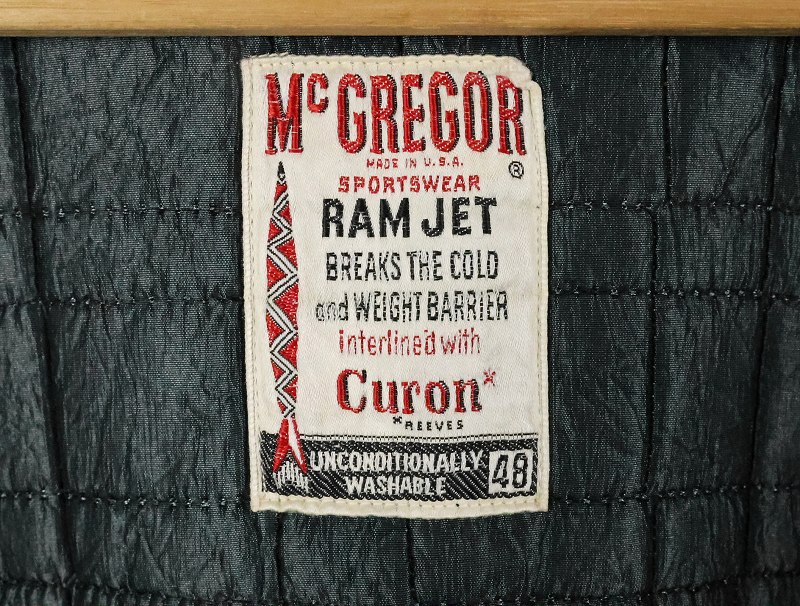 McGREGOR
MADE IN U.S.A.
®
SPORTSWEAR
RAM JET
BREAKS THE COLD
and WEIGHT BARRIER
interlined with
Curon*
*REEVES
UNCONDITIONALLY
WASHABLE
48